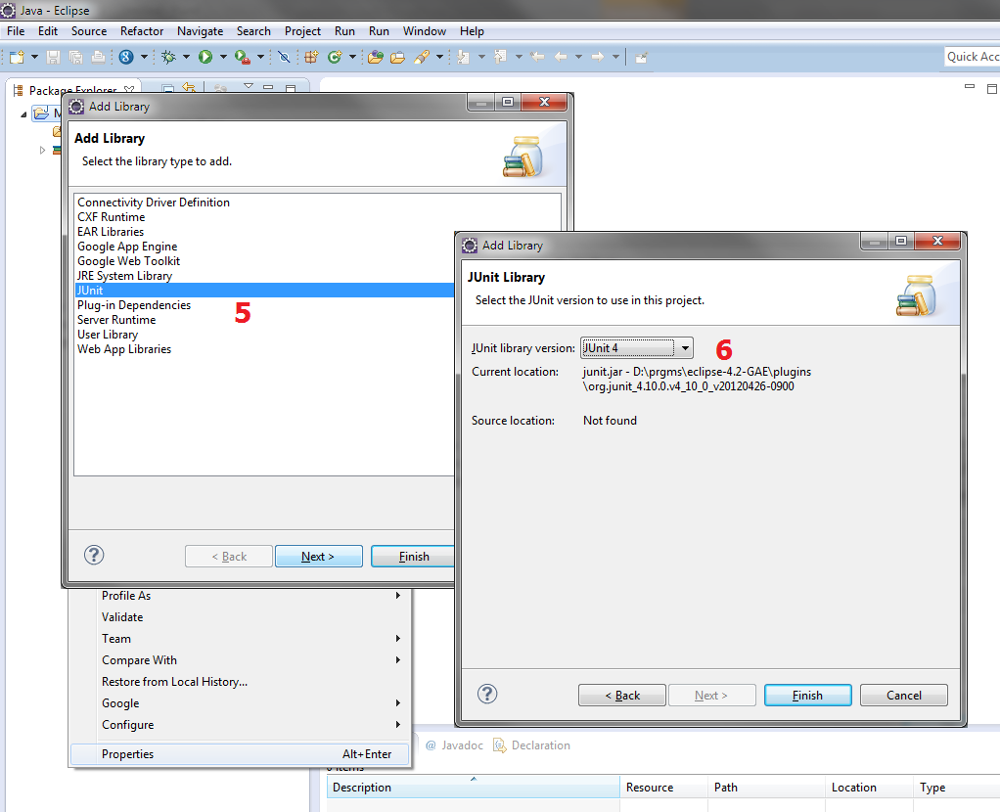 Java - Eclipse
File Edit Source Refactor Navigate Search Project Run Run Window Help
Quick Acc
Package Explorer
Add Library
Add Library
Select the library type to add.
Connectivity Driver Definition
CXF Runtime
EAR Libraries
Google App Engine
Google Web Toolkit
JRE System Library
JUnit
Plug-in Dependencies
Server Runtime
User Library
Web App Libraries
5
< Back Next > Finish
Add Library
JUnit Library
Select the JUnit version to use in this project.
JUnit library version: JUnit 4
6
Current location: junit.jar - D:\prgms\eclipse-4.2-GAE\plugins
\org.junit_4.10.0.v4_10_0_v20120426-0900
Source location: Not found
< Back Next > Finish Cancel
Profile As
Validate
Team
Compare With
Restore from Local History...
Google
Configure
Properties Alt+Enter
@ Javadoc Declaration
0 items
Description Resource Path Location Type